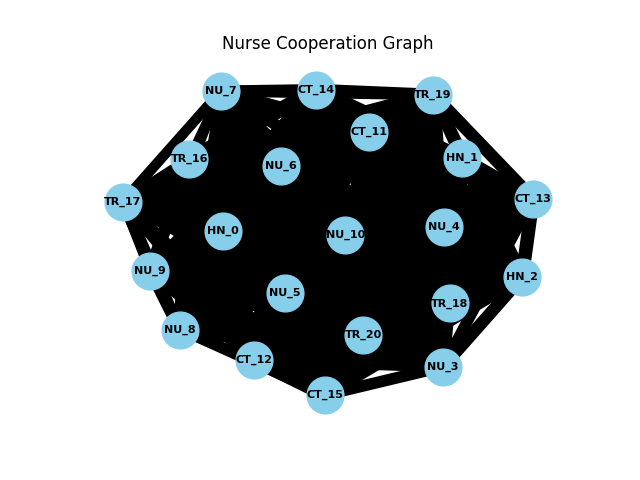 Nurse Cooperation Graph
NU_7
CT_14
TR_19
CT_11
TR_16
NU_6
HN_1
TR_17
CT_13
HN_0
NU_10
NU_4
NU_9
HN_2
NU_5
TR_18
NU_8
TR_20
CT_12
NU_3
CT_15